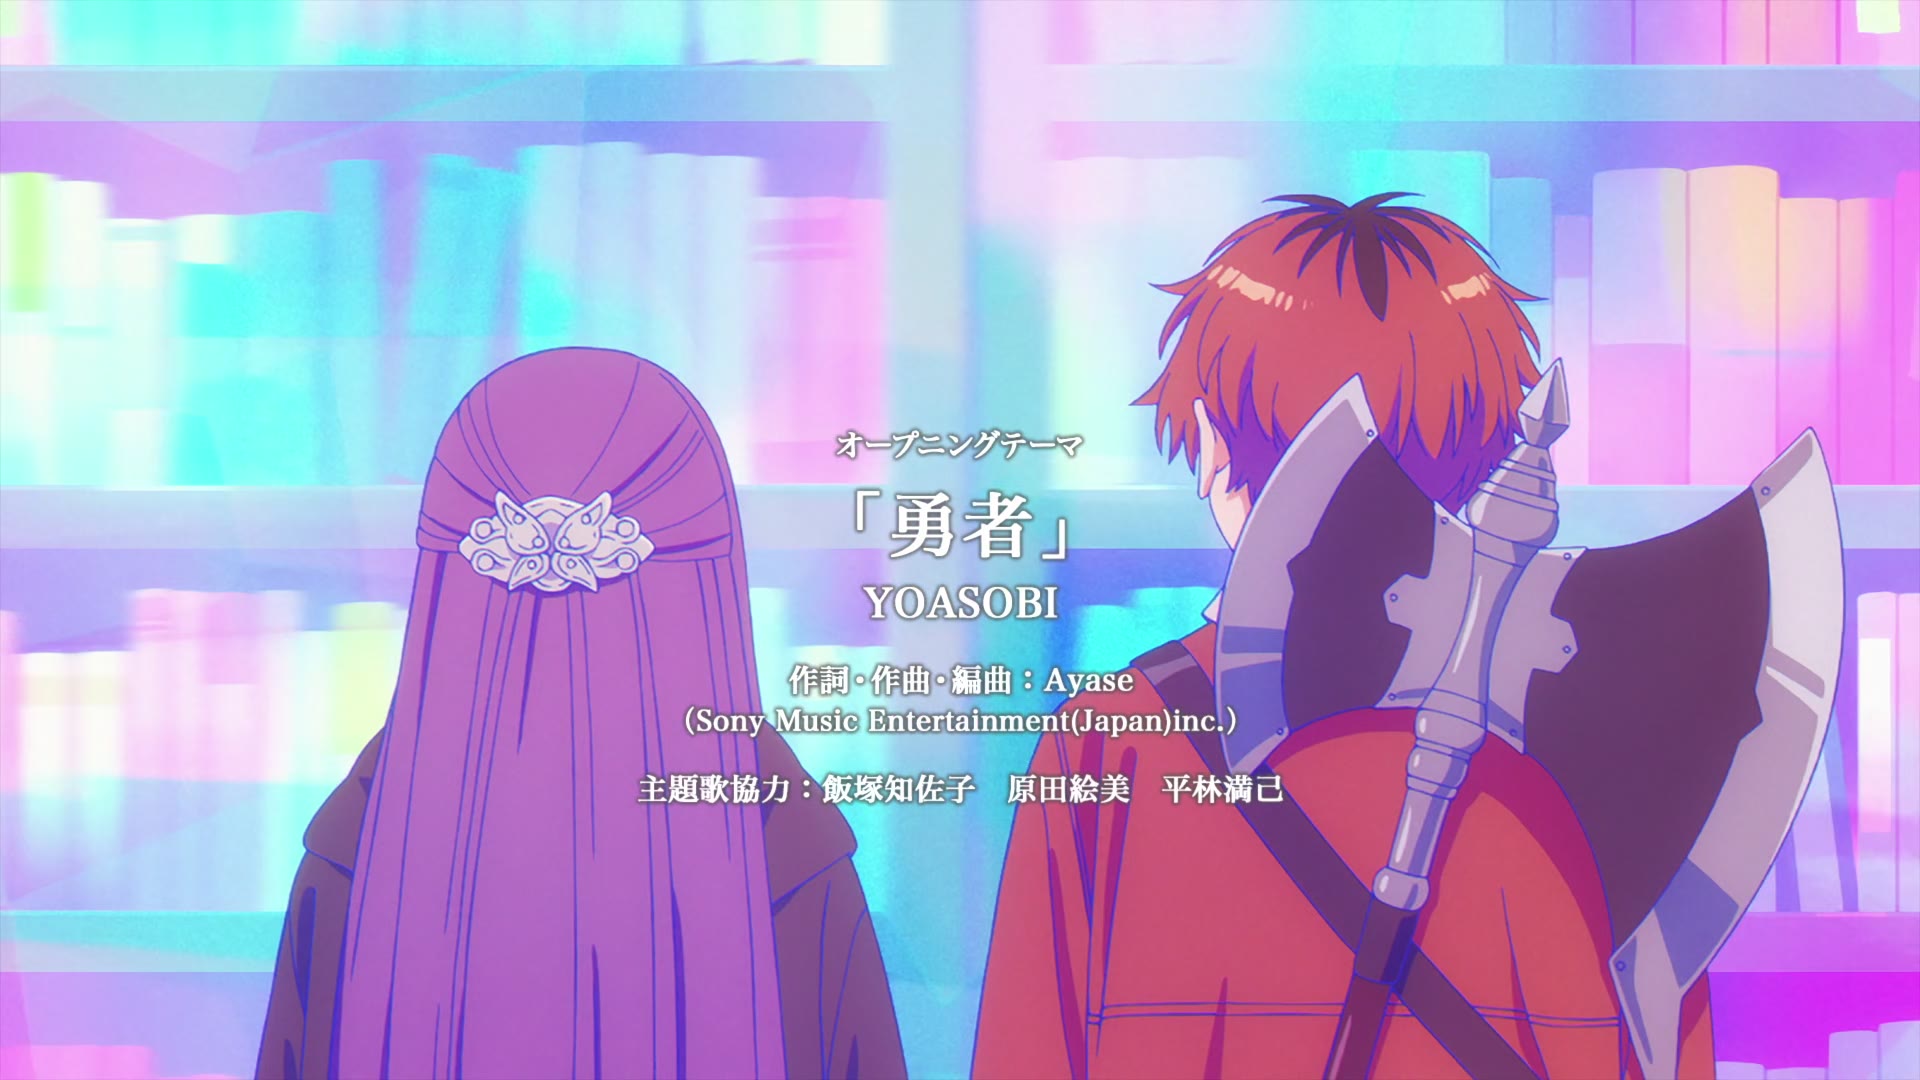 オープニングテーマ
「勇者」
YOASOBI
作詞・作曲・編曲：Ayase
（Sony Music Entertainment(Japan)inc.）
主題歌協力：飯塚知佐子　原田絵美　平林満己